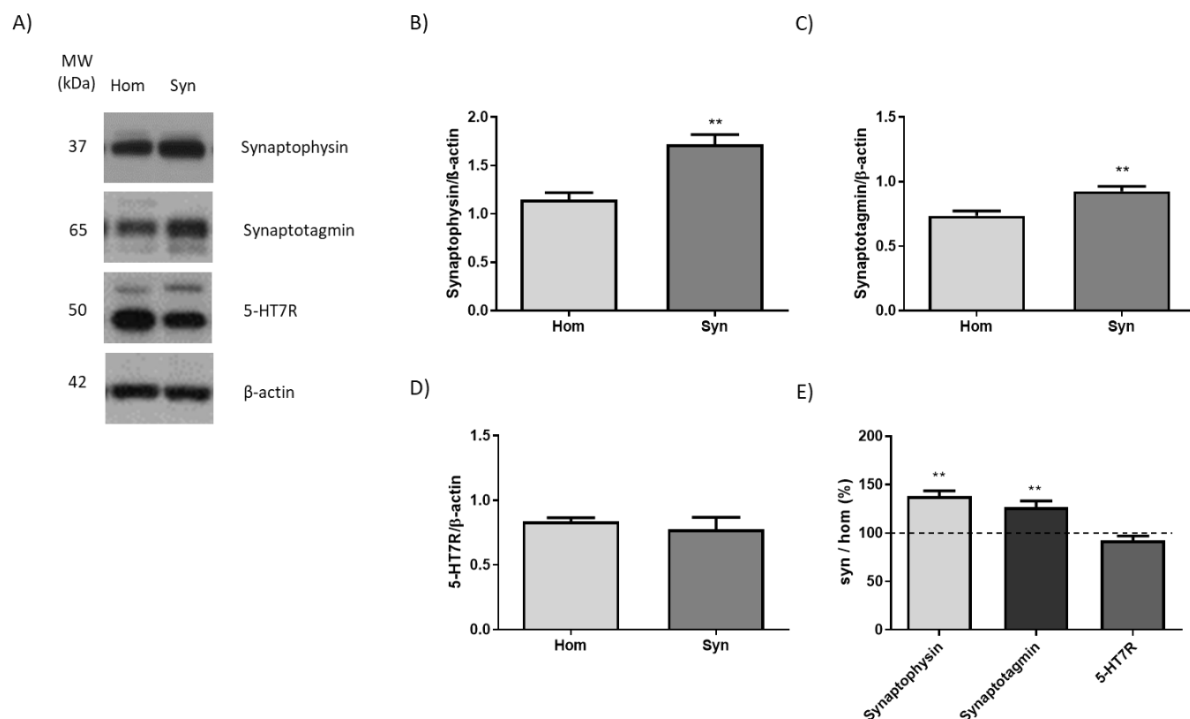 A)
MW
(kDa)
Hom Syn
37 Synaptophysin
65 Synaptotagmin
50 5-HT7R
42 β-actin
B)
Synaptophysin/ß-actin
2.0
1.5
1.0
0.5
0.0
**
Hom Syn
C)
Synaptotagmin/β-actin
1.5
1.0
0.5
0.0
**
Hom Syn
D)
5-HT7R/β-actin
1.5
1.0
0.5
0.0
Hom Syn
E)
syn / hom (%)
200
150
100
50
0
** **
Synaptophysin
Synaptotagmin
5-HT7R